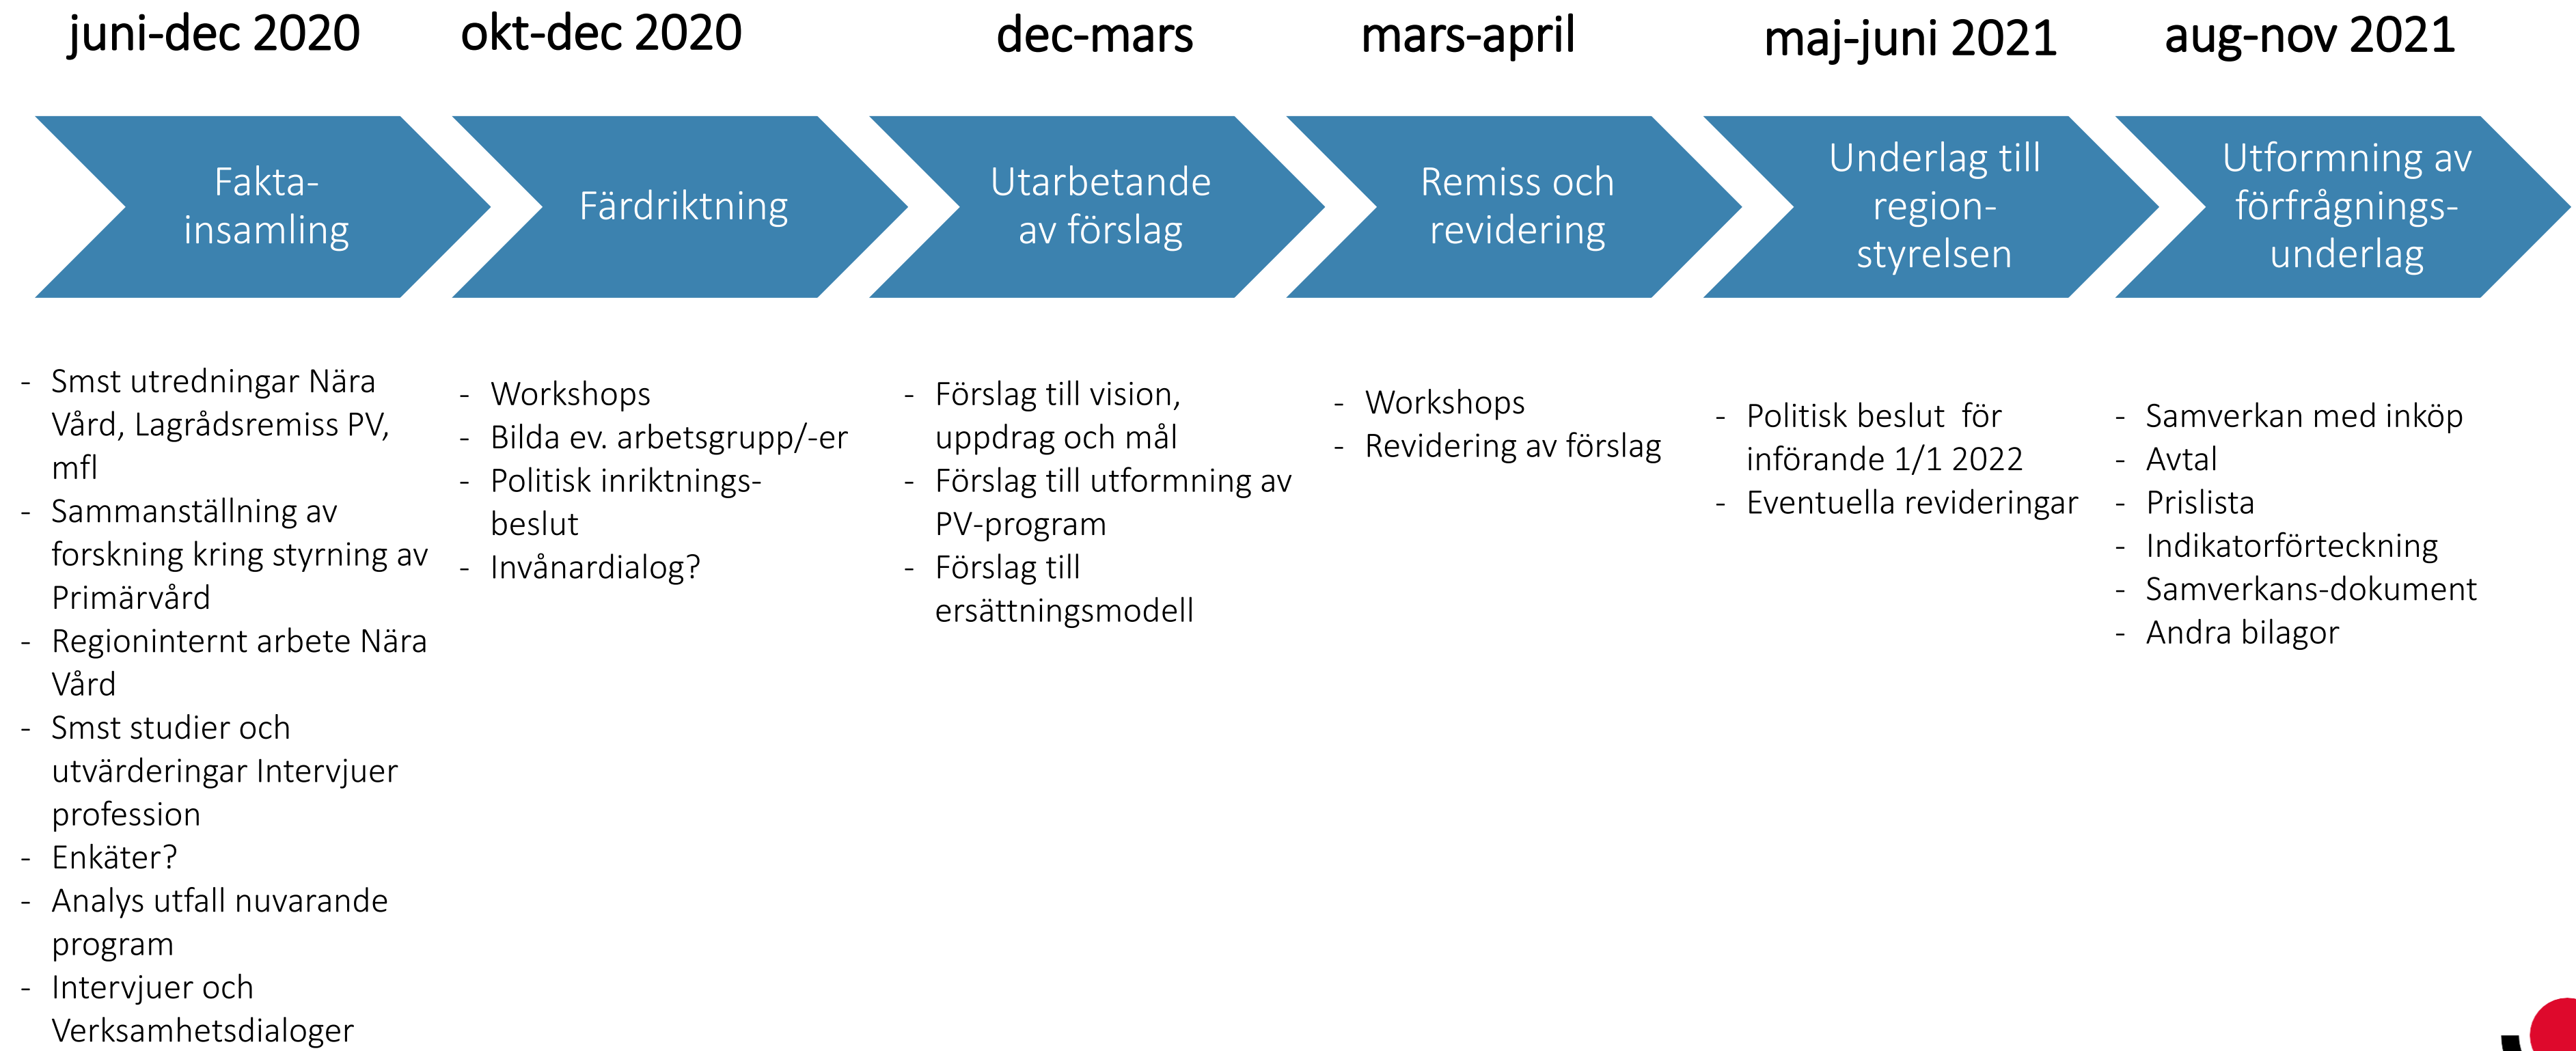 juni-dec 2020
okt-dec 2020
dec-mars
mars-april
maj-juni 2021
aug-nov 2021
Fakta-
insamling
Färdriktning
Utarbetande
av förslag
Remiss och
revidering
Underlag till
region-
styrelsen
Utformning av
förfrågnings-
underlag
- Smst utredningar Nära
Vård, Lagrådsremiss PV,
mfl
- Sammanställning av
forskning kring styrning av
Primärvård
- Regioninternt arbete Nära
Vård
- Smst studier och
utvärderingar Intervjuer
profession
- Enkäter?
- Analys utfall nuvarande
program
- Intervjuer och
Verksamhetsdialoger
- Workshops
- Bilda ev. arbetsgrupp/-er
- Politisk inriktnings-
beslut
- Invånardialog?
- Förslag till vision,
uppdrag och mål
- Förslag till utformning av
PV-program
- Förslag till
ersättningsmodell
- Workshops
- Revidering av förslag
- Politisk beslut  för
införande 1/1 2022
- Eventuella revideringar
- Samverkan med inköp
- Avtal
- Prislista
- Indikatorförteckning
- Samverkans-dokument
- Andra bilagor